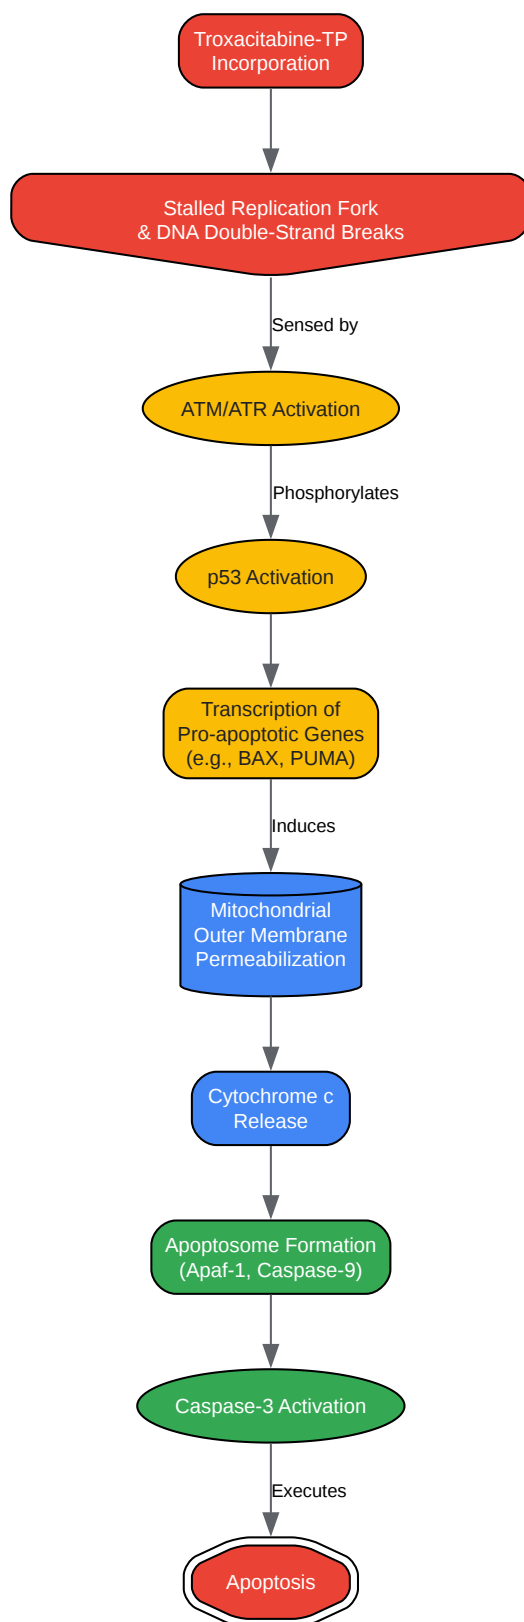 Troxacitabine-TP
Incorporation
Stalled Replication Fork
& DNA Double-Strand Breaks
Sensed by
ATM/ATR Activation
Phosphorylates
p53 Activation
Transcription of
Pro-apoptotic Genes
(e.g., BAX, PUMA)
Induces
Mitochondrial
Outer Membrane
Permeabilization
Cytochrome c
Release
Apoptosome Formation
(Apaf-1, Caspase-9)
Caspase-3 Activation
Executes
Apoptosis